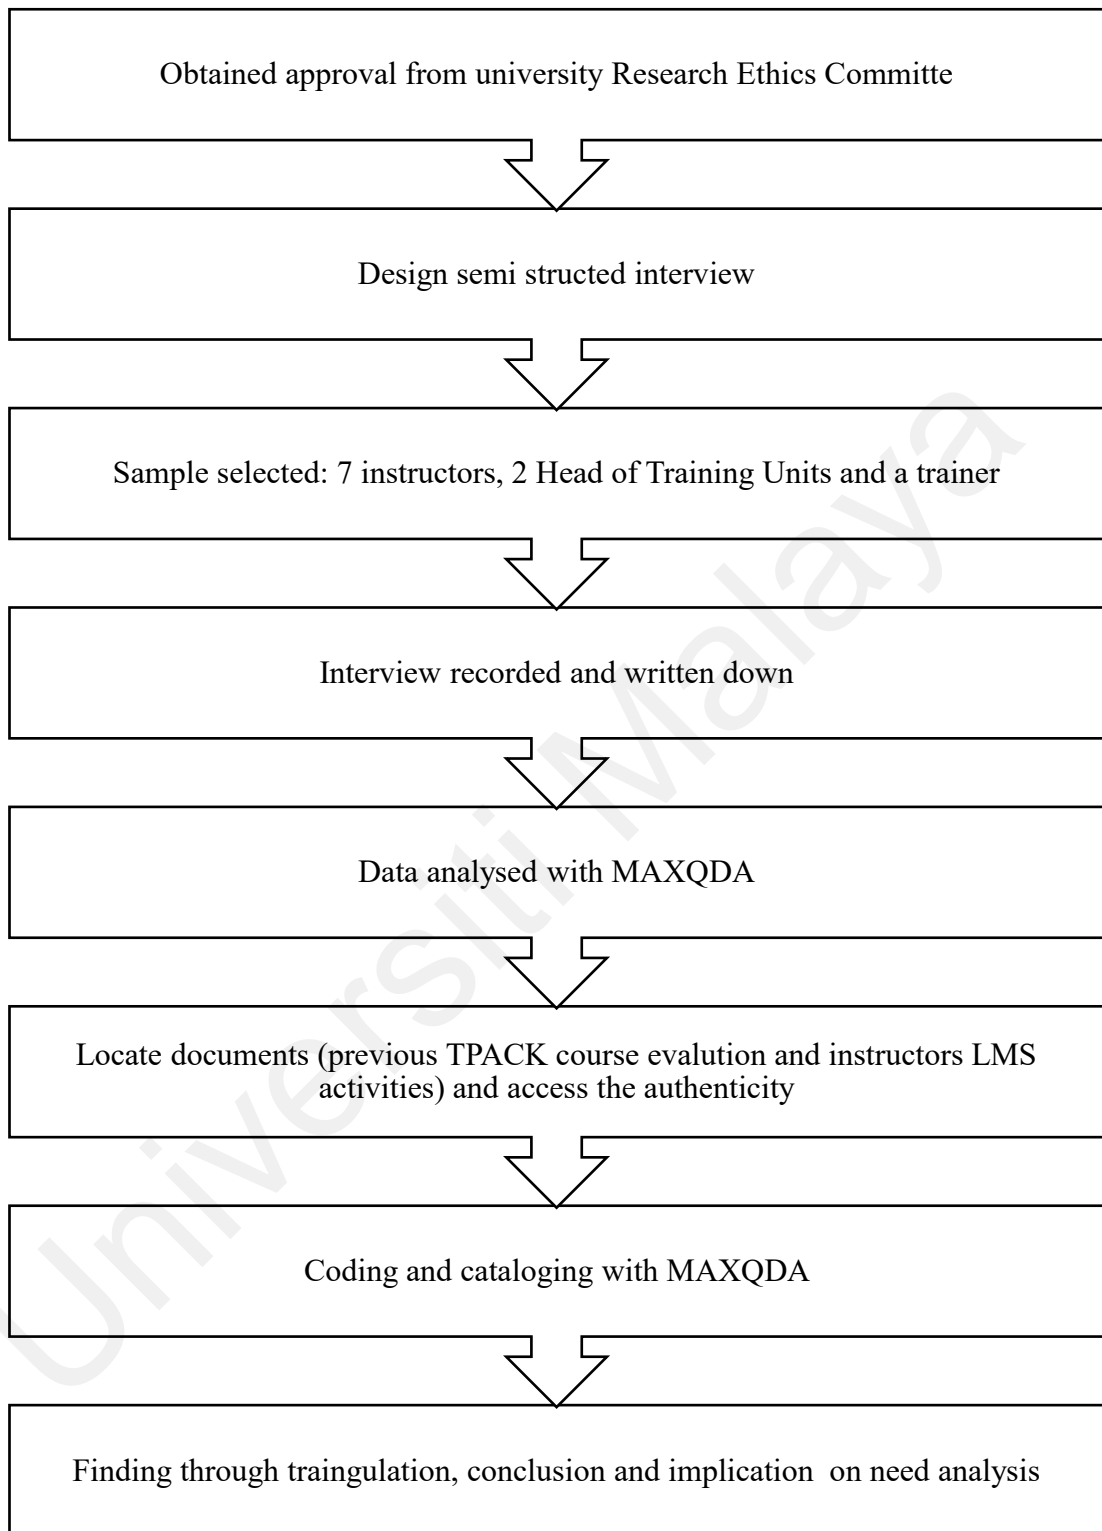 Obtained approval from university Research Ethics Committe
Design semi structed interview
Sample selected: 7 instructors, 2 Head of Training Units and a trainer
Interview recorded and written down
Data analysed with MAXQDA
Locate documents (previous TPACK course evalution and instructors LMS
activities) and access the authenticity
Coding and cataloging with MAXQDA
Finding through traingulation, conclusion and implication on need analysis
Universiti Malaya